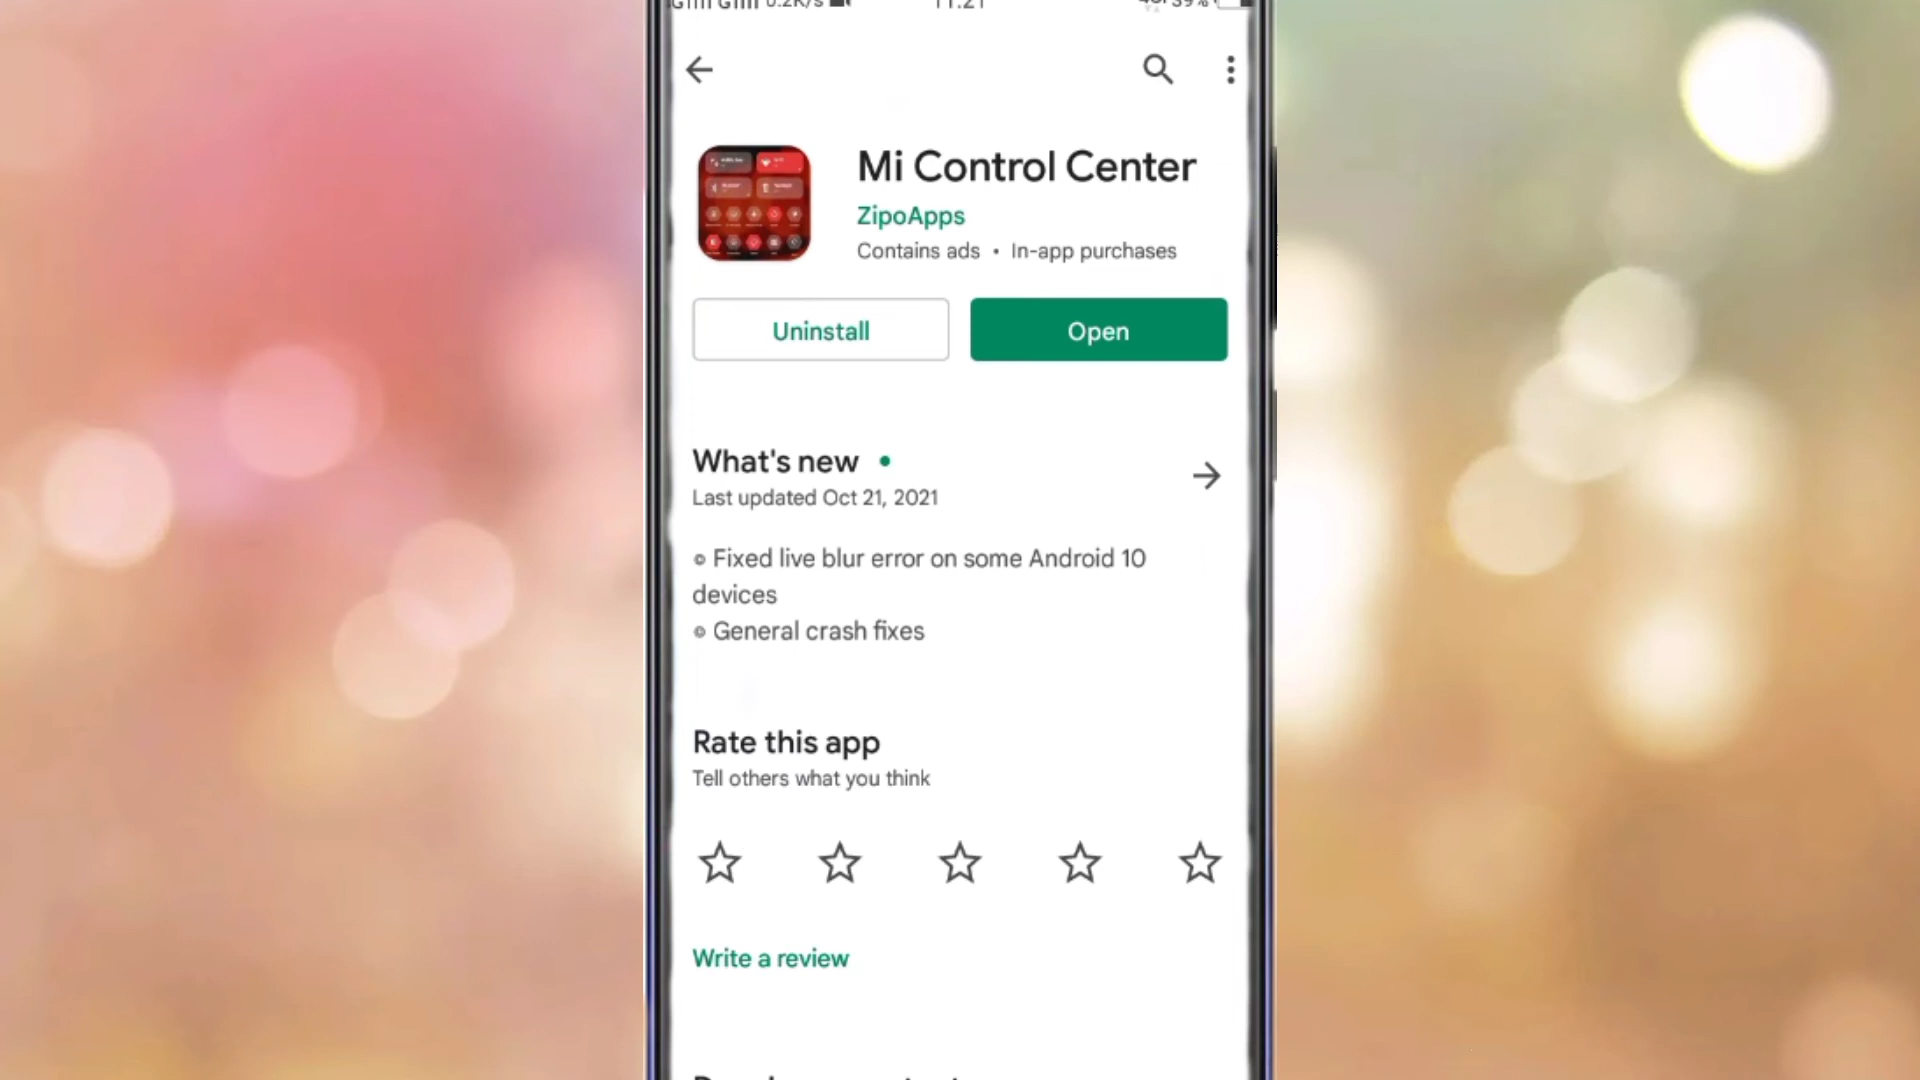 11:21
Mi Control Center
ZipoApps
Contains ads • In-app purchases
Uninstall
Open
What's new •
Last updated Oct 21, 2021
Fixed live blur error on some Android 10
devices
General crash fixes
Rate this app
Tell others what you think
Write a review